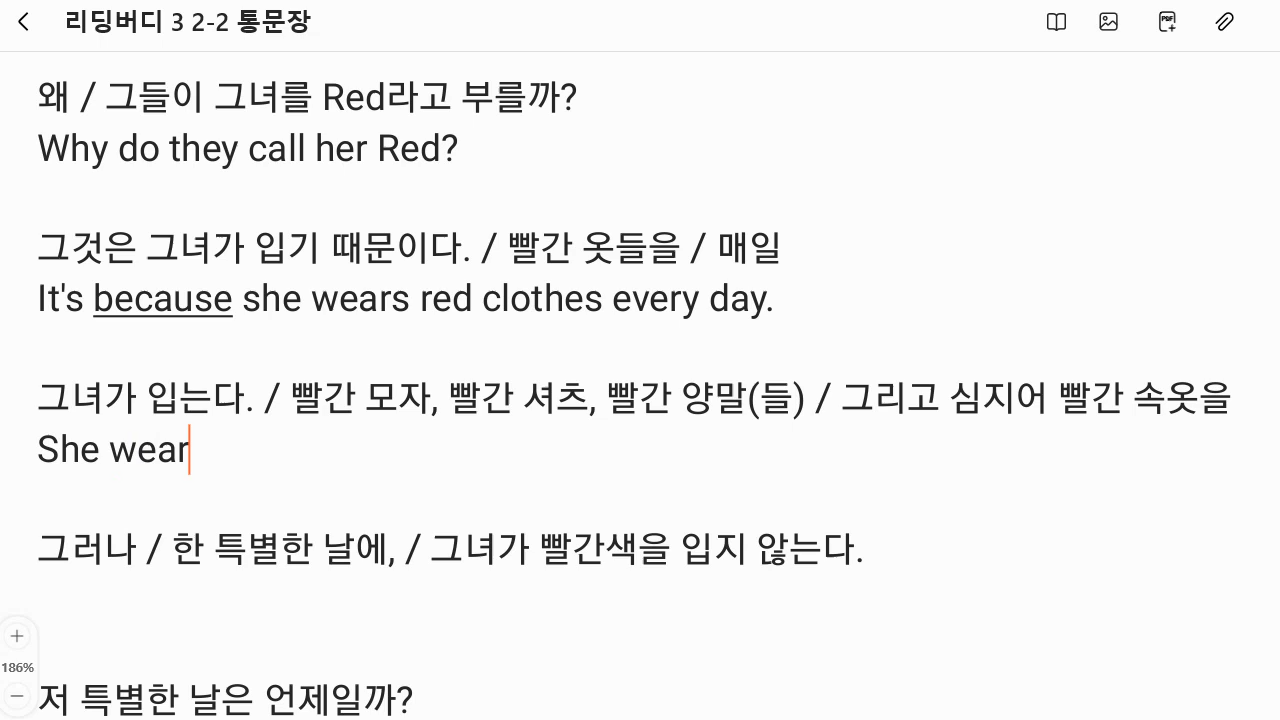 리딩버디 3 2-2 통문장
왜 / 그들이 그녀를 Red라고 부를까?
Why do they call her Red?
그것은 그녀가 입기 때문이다. / 빨간 옷들을 / 매일
It's because she wears red clothes every day.
그녀가 입는다. / 빨간 모자, 빨간 셔츠, 빨간 양말(들) / 그리고 심지어 빨간 속옷을
She wear
그러나 / 한 특별한 날에, / 그녀가 빨간색을 입지 않는다.
186%
저 특별한 날은 언제일까?